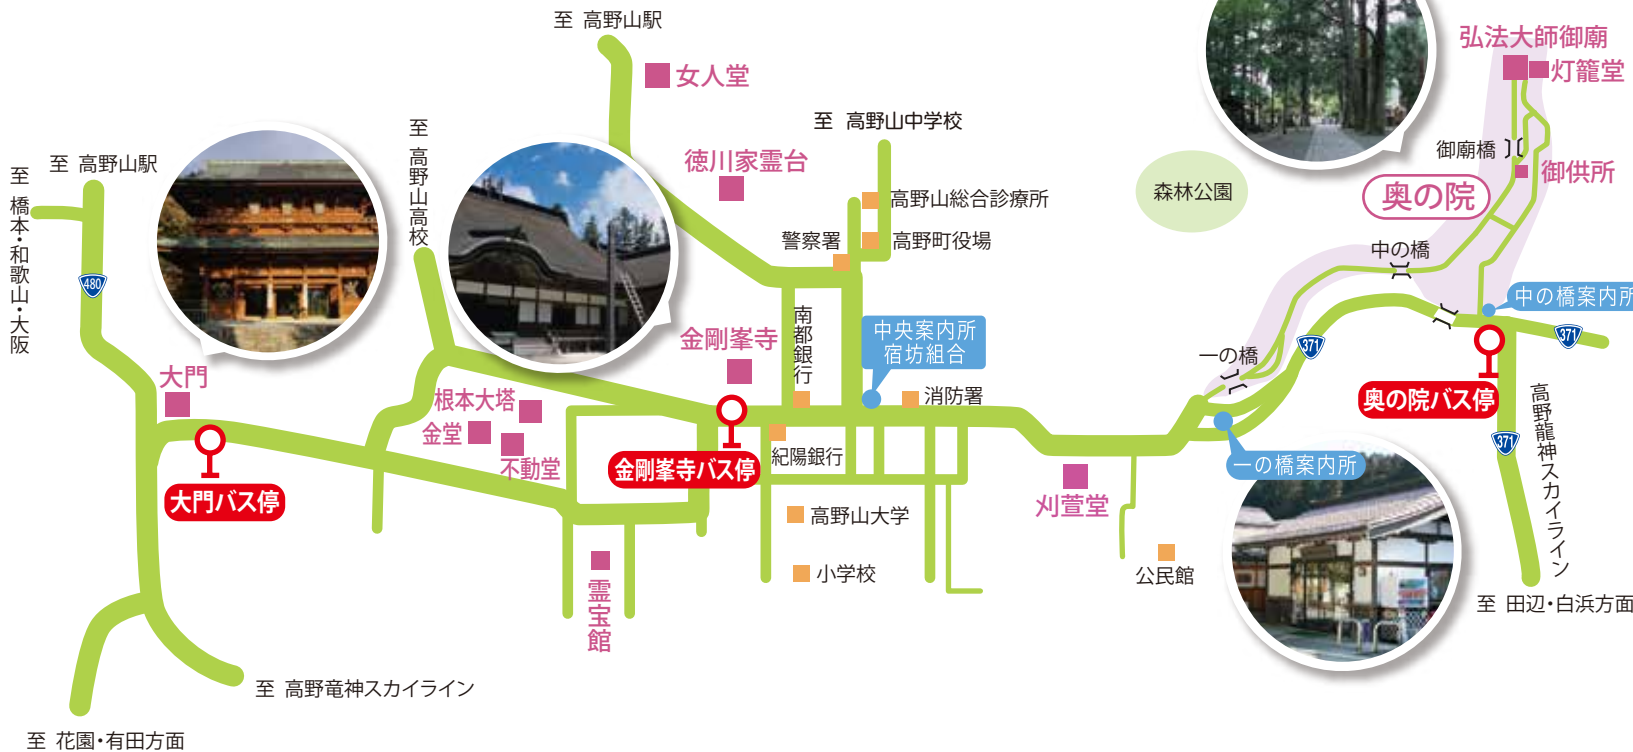 至 高野山駅
女人堂
弘法大師御廟
灯籠堂
至 高野山中学校
至 高野山高校
徳川家霊台
御廟橋
御供所
至 高野山駅
至 橋本・和歌山・大阪
高野山総合診療所
森林公園
奥の院
警察署
高野町役場
中の橋
480
中の橋案内所
南都銀行
中央案内所
宿坊組合
金剛峯寺
371
371
一の橋
大門
根本大塔
消防署
奥の院バス停
高野龍神スカイライン
金堂
不動堂
紀陽銀行
371
金剛峯寺バス停
一の橋案内所
大門バス停
刈萱堂
高野山大学
公民館
小学校
霊宝館
至 田辺・白浜方面
至 高野竜神スカイライン
至 花園・有田方面